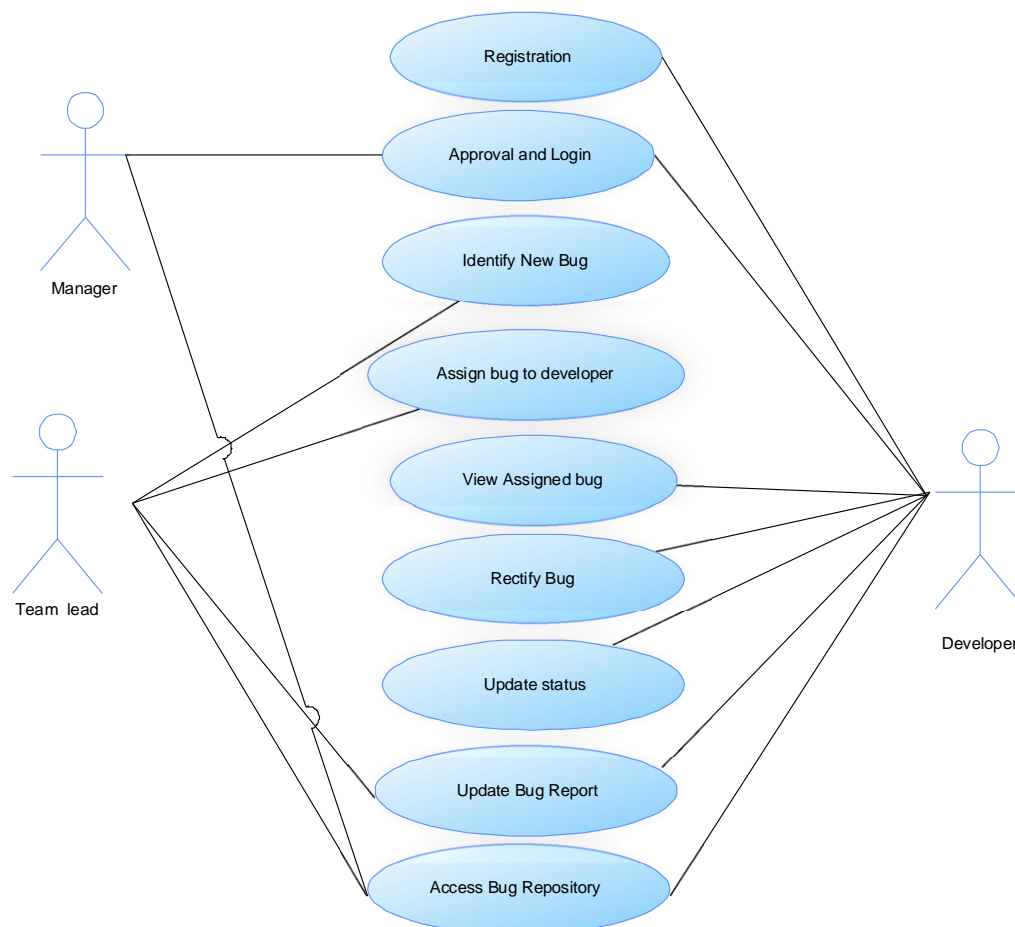 Registration
Approval and Login
Identify New Bug
Manager
Assign bug to developer
View Assigned bug
Rectify Bug
Team lead
Developer
Update status
Update Bug Report
Access Bug Repository